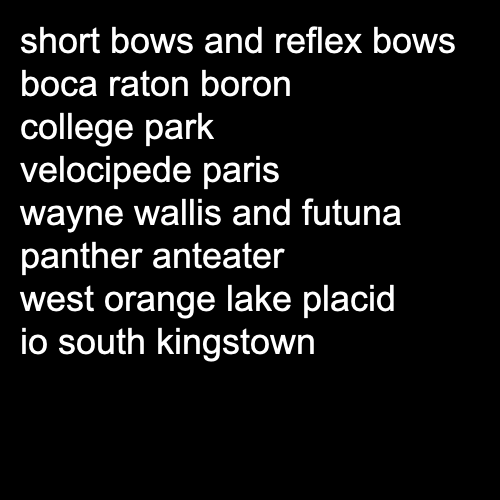 short bows and reflex bows
boca raton boron
college park
velocipede paris
wayne wallis and futuna
panther anteater
west orange lake placid
io south kingstown